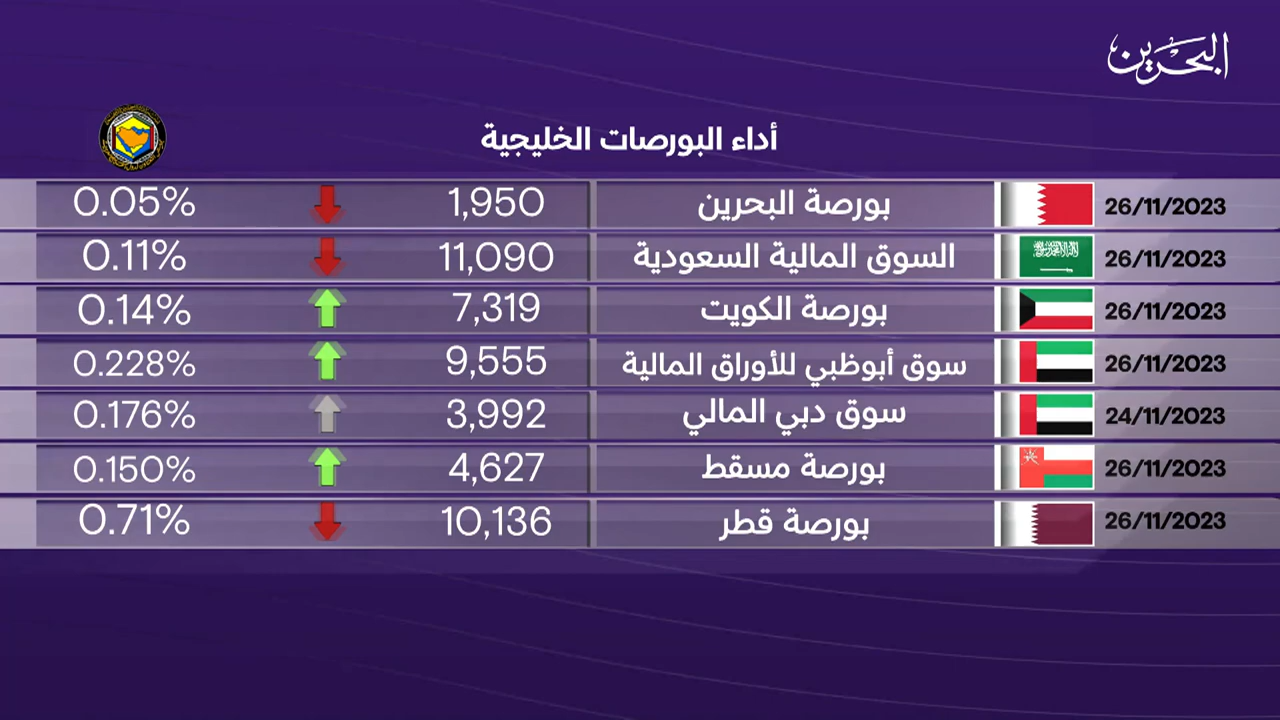 البحرين
أداء البورصات الخليجية
26/11/2023 بورصة البحرين 1,950 0.05%
26/11/2023 السوق المالية السعودية 11,090 0.11%
26/11/2023 بورصة الكويت 7,319 0.14%
26/11/2023 سوق أبوظبي للأوراق المالية 9,555 0.228%
24/11/2023 سوق دبي المالي 3,992 0.176%
26/11/2023 بورصة مسقط 4,627 0.150%
26/11/2023 بورصة قطر 10,136 0.71%